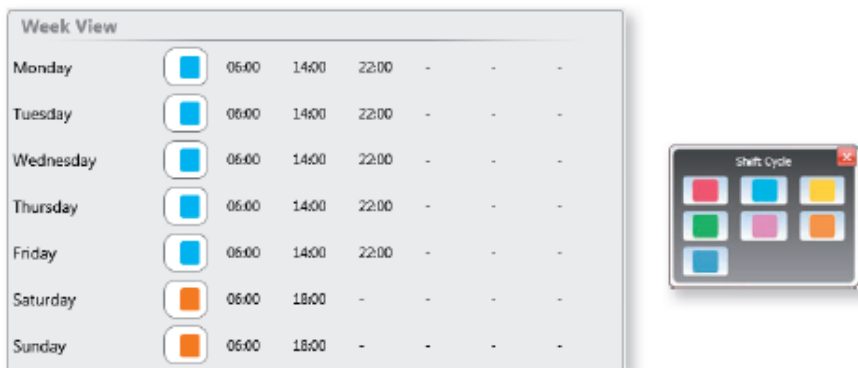 Week View
Monday 06:00 14:00 22:00 - - -
Tuesday 06:00 14:00 22:00 - - -
Wednesday 06:00 14:00 22:00 - - -
Thursday 06:00 14:00 22:00 - - -
Friday 06:00 14:00 22:00 - - -
Saturday 06:00 18:00 - - - -
Sunday 06:00 18:00 - - - -
Shift Cycle